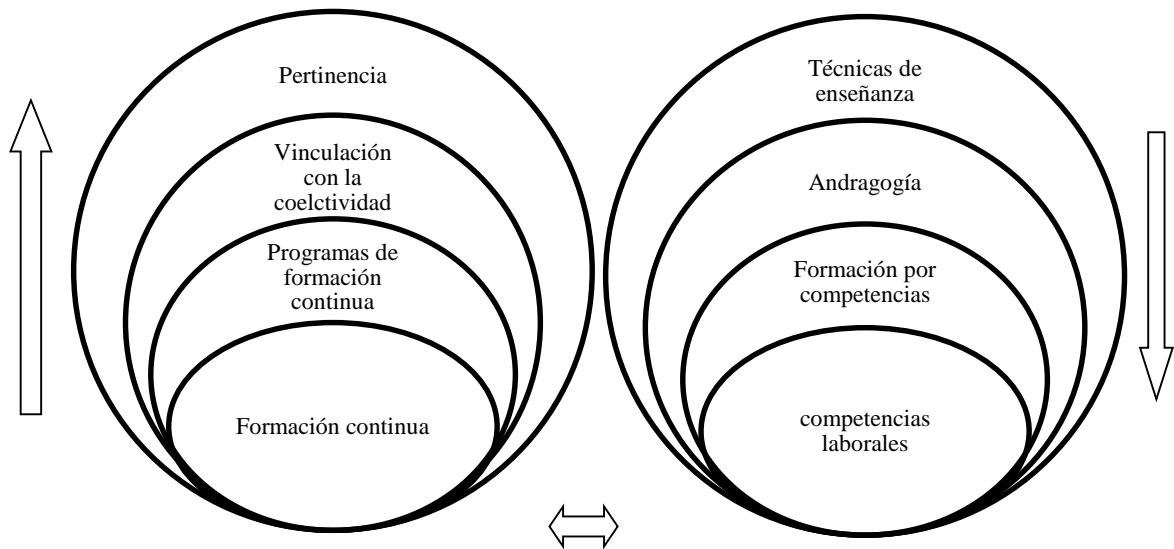 Pertinencia
Vinculación
con la
coelctividad
Programas de
formación
continua
Formación continua
Técnicas de
enseñanza
Andragogía
Formación por
competencias
competencias
laborales